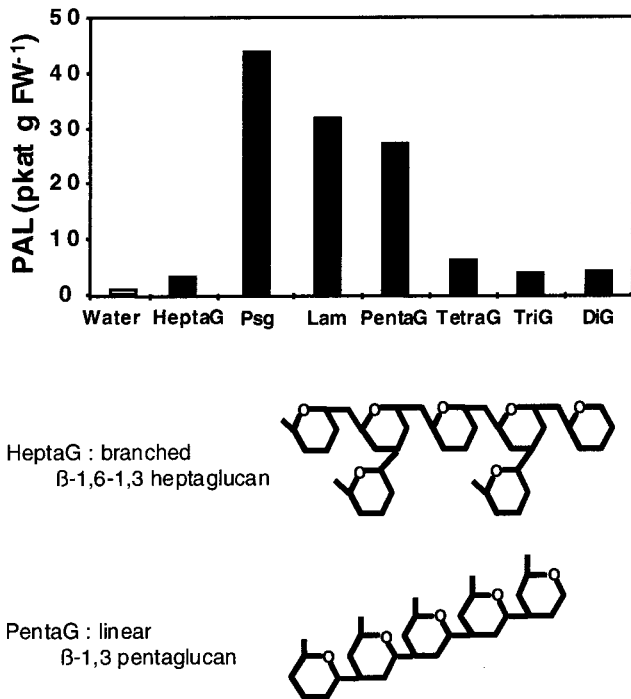 PAL (pkat g FW⁻¹)
50
40
30
20
10
0
Water HeptaG Psg Lam PentaG TetraG TriG DiG
HeptaG : branched
ß-1,6-1,3 heptaglucan
O O O O O
O O
PentaG : linear
ß-1,3 pentaglucan
O
O
O
O
O